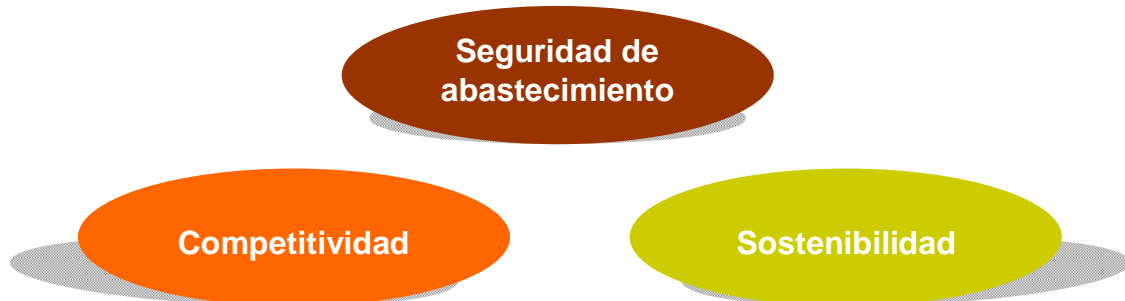 Seguridad de
abastecimiento
Competitividad
Sostenibilidad